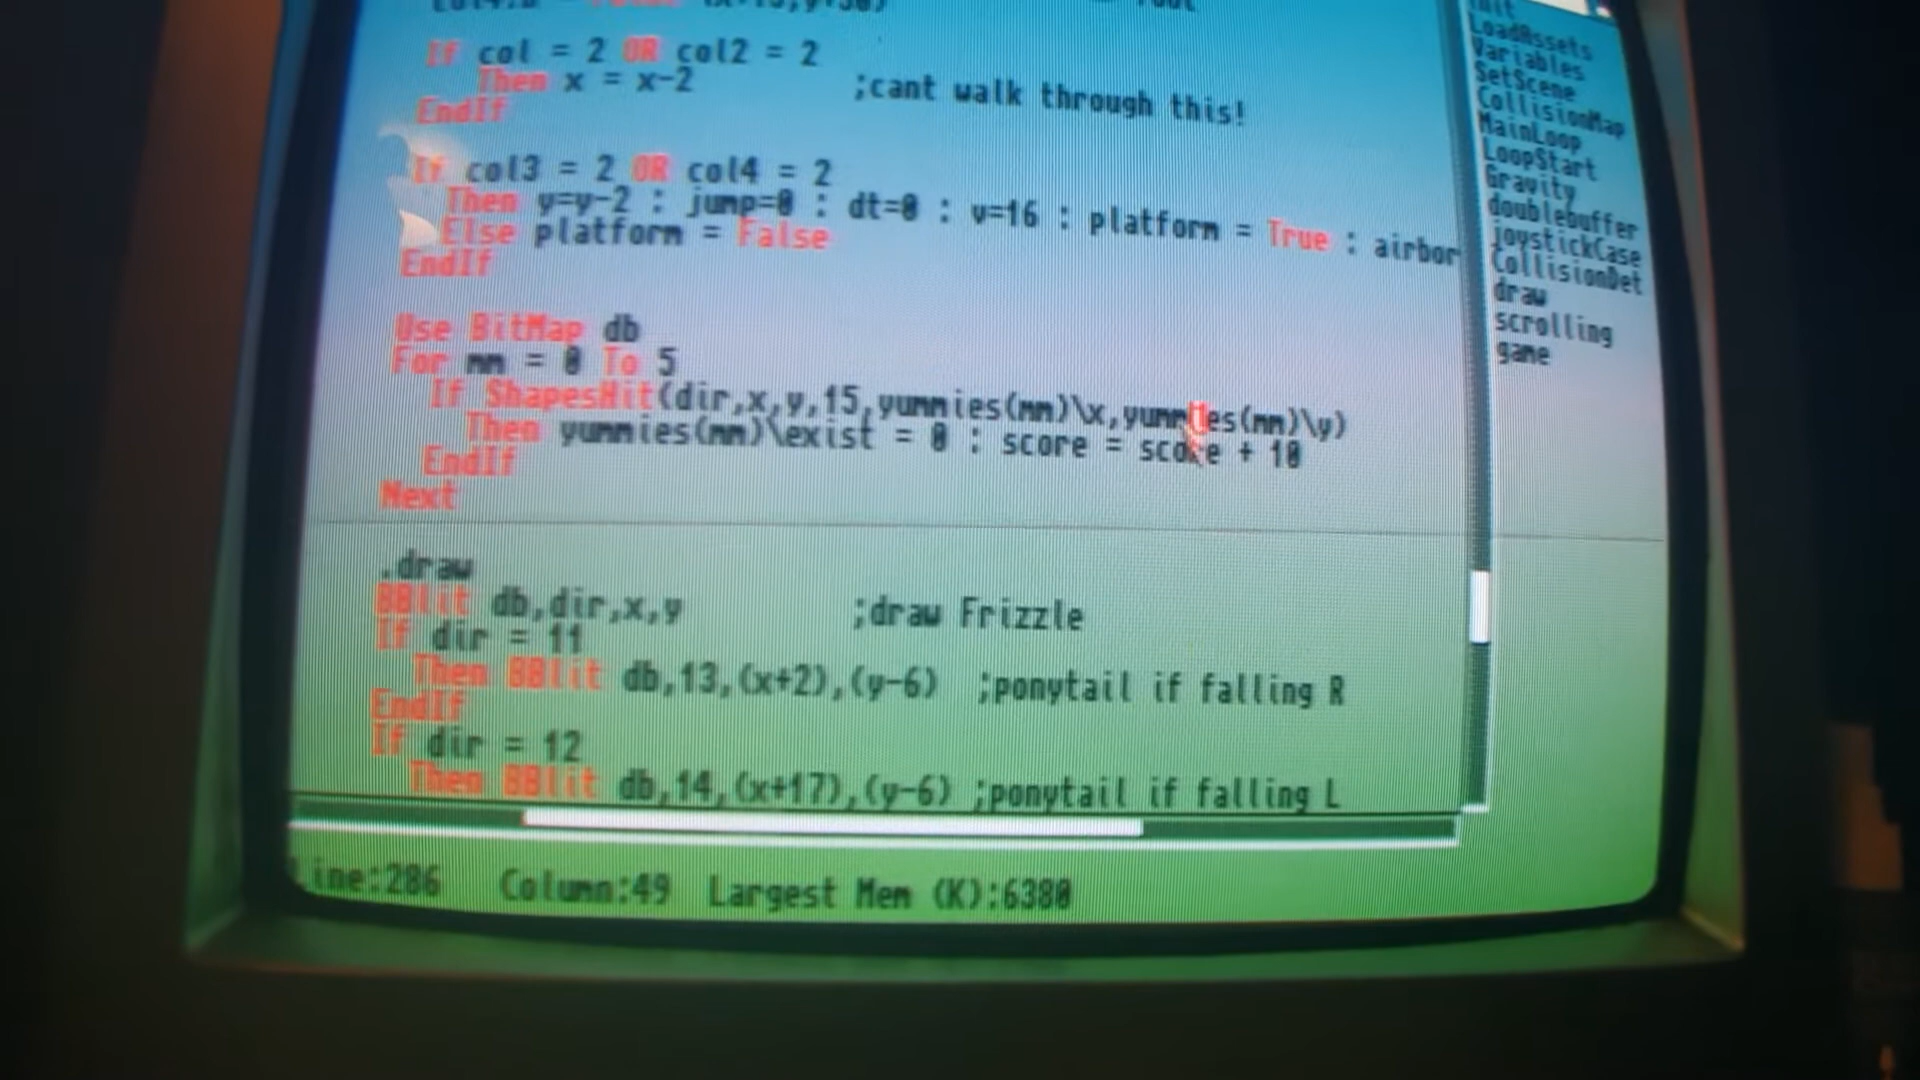 If col = 2 OR col2 = 2
Then x = x-2 ;cant walk through this!
EndIf
If col3 = 2 OR col4 = 2
Then y=y-2 : jump=0 : dt=0 : v=16 : platform = True : airbor
Else platform = False
EndIf
Use BitMap db
For mm = 0 To 5
If ShapesHit(dir,x,y,15,yummies(mm)\x,yummies(mm)\y)
Then yummies(mm)\exist = 0 : score = score + 10
EndIf
Next
.draw
BBlit db,dir,x,y ;draw Frizzle
If dir = 11
Then BBlit db,13,(x+2),(y-6) ;ponytail if falling R
EndIf
If dir = 12
Then BBlit db,14,(x+17),(y-6) ;ponytail if falling L
Line:286 Column:49 Largest Mem (K):6380
Init
LoadAssets
Variables
SetScene
CollisionMap
MainLoop
LoopStart
Gravity
doublebuffer
joystickCase
CollisionDet
draw
scrolling
game